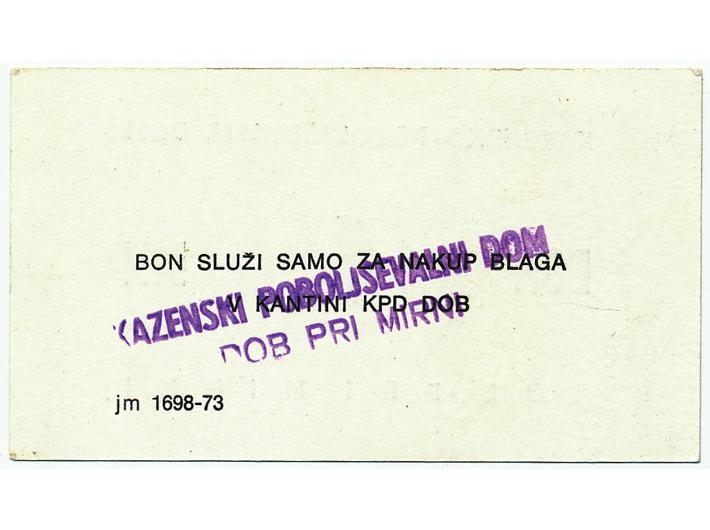 BON SLUŽI SAMO ZA NAKUP BLAGA
V KANTINI KPD DOB
KAZENSKI POBOLJŠEVALNI DOM
DOB PRI MIRNI
jm 1698-73